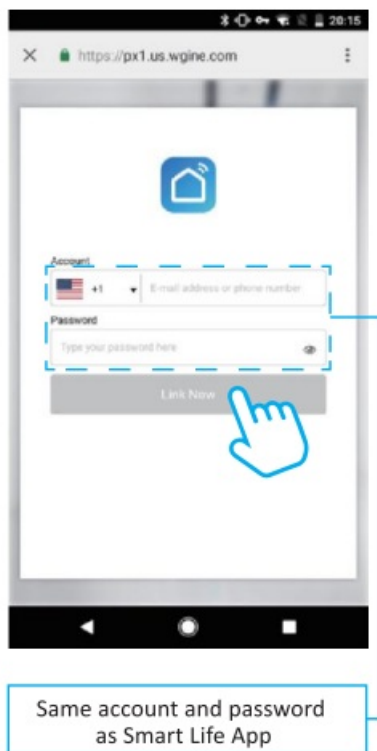 20:15
https://px1.us.wgine.com
Account
+1 E-mail address or phone number
Password
Type your password here
Link Now
Same account and password
as Smart Life App